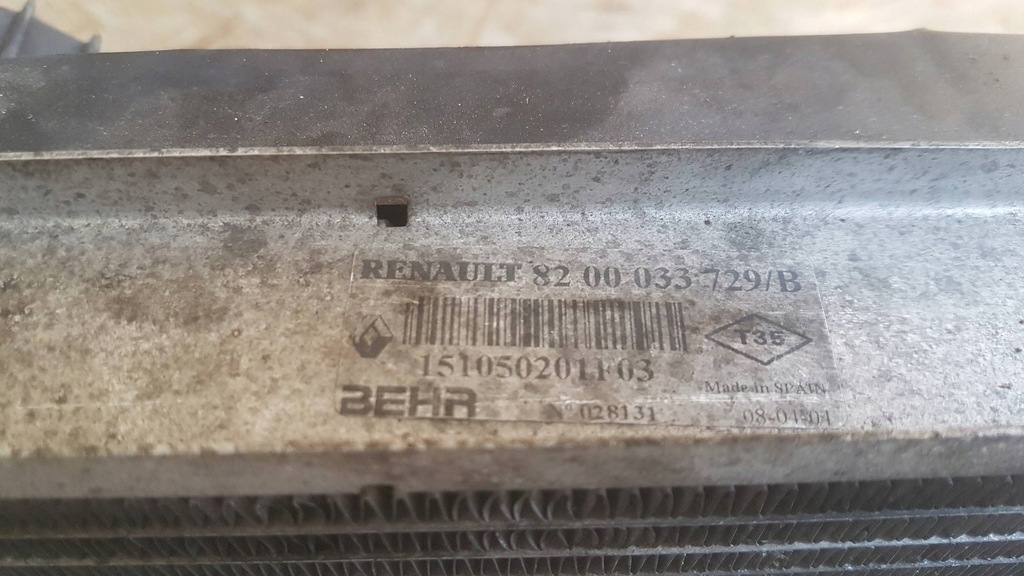 RENAULT 82 00 033 729/B
T35
151050201F03
Made in SPAIN
BEHR N° 028131 08-04-04